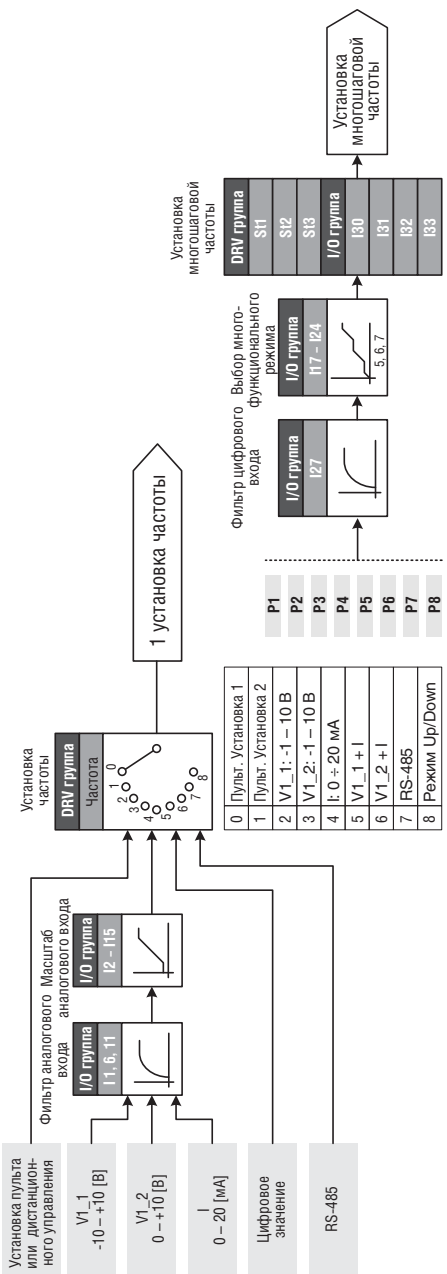 Установка пульта
или дистанцион-
ного управления
V1_1
-10 – +10 [В]
V1_2
0 – +10 [В]
I
0 – 20 [мА]
Цифровое
значение
RS-485
Фильтр аналогового
входа
I/O группа
I 1, 6, 11
Масштаб
аналогового входа
I/O группа
I2 – I15
Установка
частоты
DRV группа
Частота
0
1
2
3
4
5
6
7
8
1 установка частоты
0 Пульт. Установка 1
1 Пульт. Установка 2
2 V1_1: -1 – 10 В
3 V1_2: -1 – 10 В
4 I: 0 ÷ 20 мА
5 V1_1 + I
6 V1_2 + I
7 RS-485
8 Режим Up/Down
P1
P2
P3
P4
P5
P6
P7
P8
Фильтр цифрового
входа
I/O группа
I27
Выбор много-
функционального
режима
I/O группа
I17 – I24
5, 6, 7
Установка
многошаговой
частоты
DRV группа
St1
St2
St3
I/O группа
I30
I31
I32
I33
Установка
многошаговой
частоты